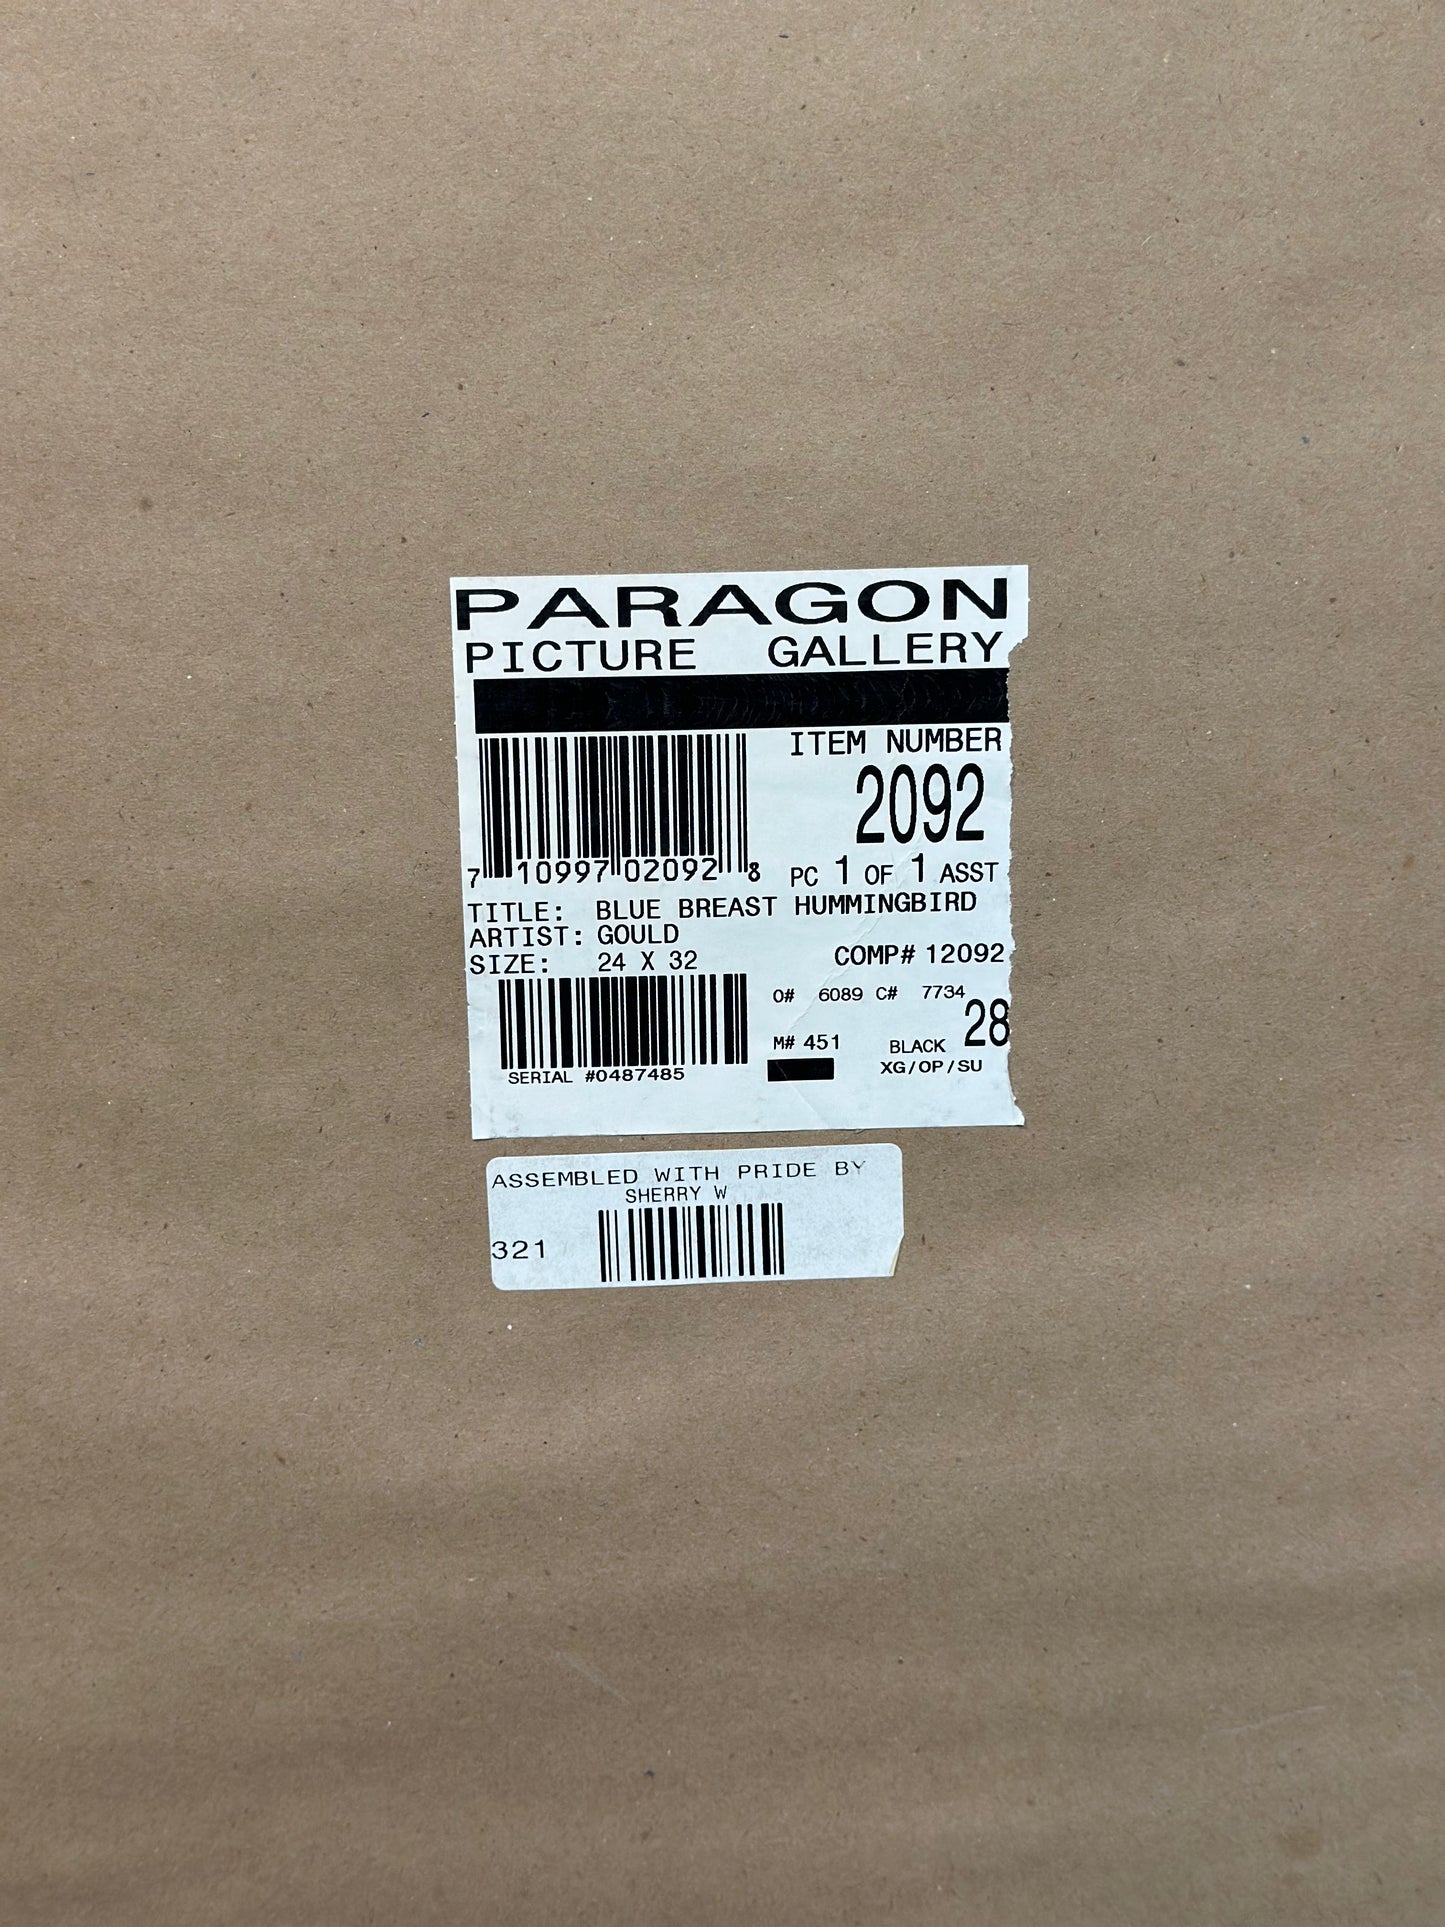 PARAGON
PICTURE GALLERY
ITEM NUMBER
2092
7 10997 02092 8
PC 1 OF 1 ASST
TITLE: BLUE BREAST HUMMINGBIRD
ARTIST: GOULD
SIZE: 24 X 32
COMP# 12092
O# 6089 C# 7734
28
M# 451
BLACK
XG/OP/SU
SERIAL #0487485
ASSEMBLED WITH PRIDE BY
SHERRY W
321